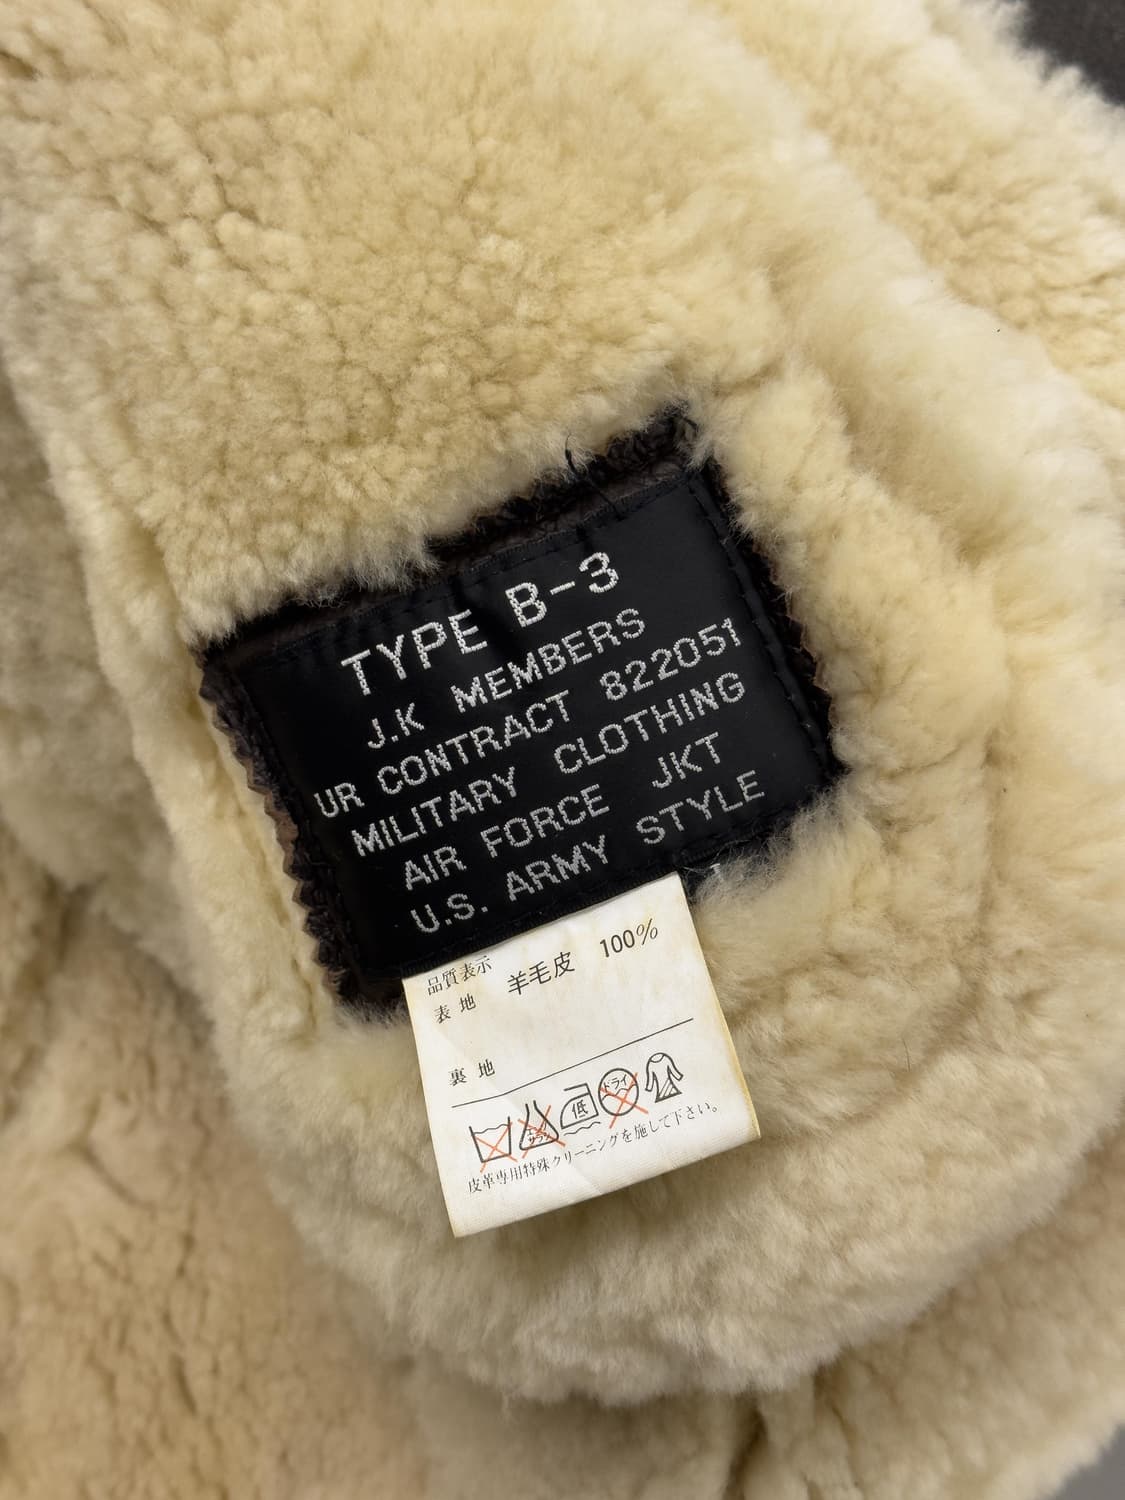 TYPE B-3
J.K MEMBERS
UR CONTRACT 822051
MILITARY CLOTHING
AIR FORCE JKT
U.S. ARMY STYLE
品質表示
表地 羊毛皮 100%
裏地
低 ドライ
皮革専用特殊クリーニングを施して下さい。